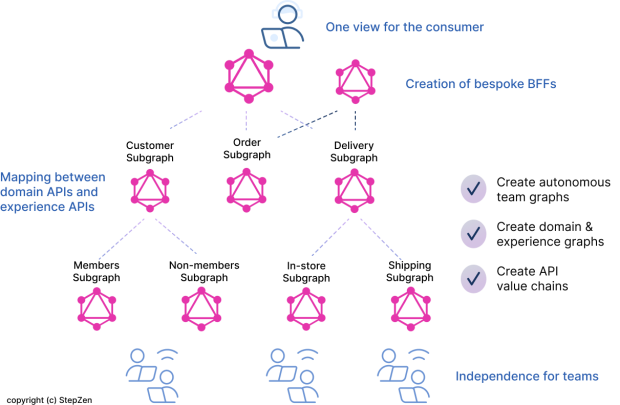 One view for the consumer
Creation of bespoke BFFs
Customer
Subgraph
Order
Subgraph
Delivery
Subgraph
Mapping between
domain APIs and
experience APIs
Create autonomous
team graphs
Create domain &
experience graphs
Create API
value chains
Members
Subgraph
Non-members
Subgraph
In-store
Subgraph
Shipping
Subgraph
Independence for teams
copyright (c) StepZen